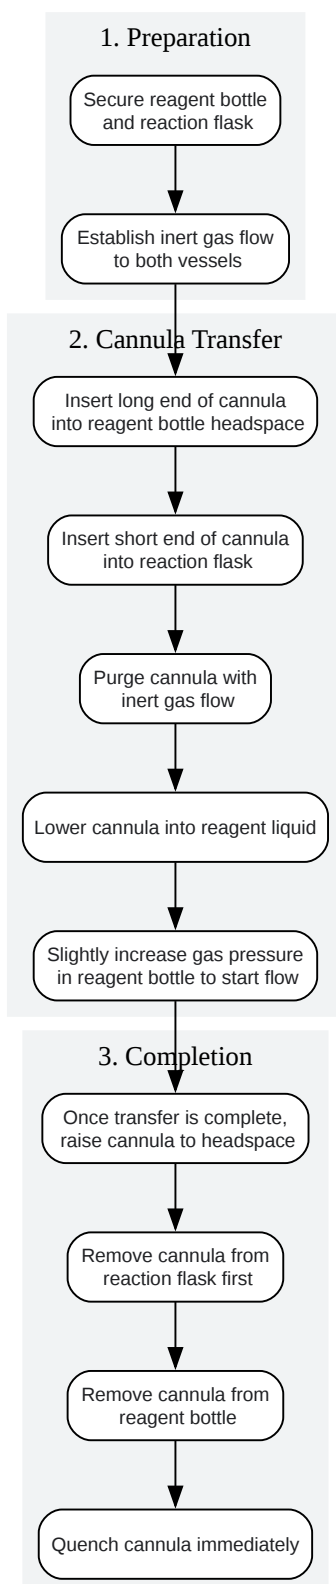 1. Preparation
Secure reagent bottle
and reaction flask
Establish inert gas flow
to both vessels
2. Cannula Transfer
Insert long end of cannula
into reagent bottle headspace
Insert short end of cannula
into reaction flask
Purge cannula with
inert gas flow
Lower cannula into reagent liquid
Slightly increase gas pressure
in reagent bottle to start flow
3. Completion
Once transfer is complete,
raise cannula to headspace
Remove cannula from
reaction flask first
Remove cannula from
reagent bottle
Quench cannula immediately